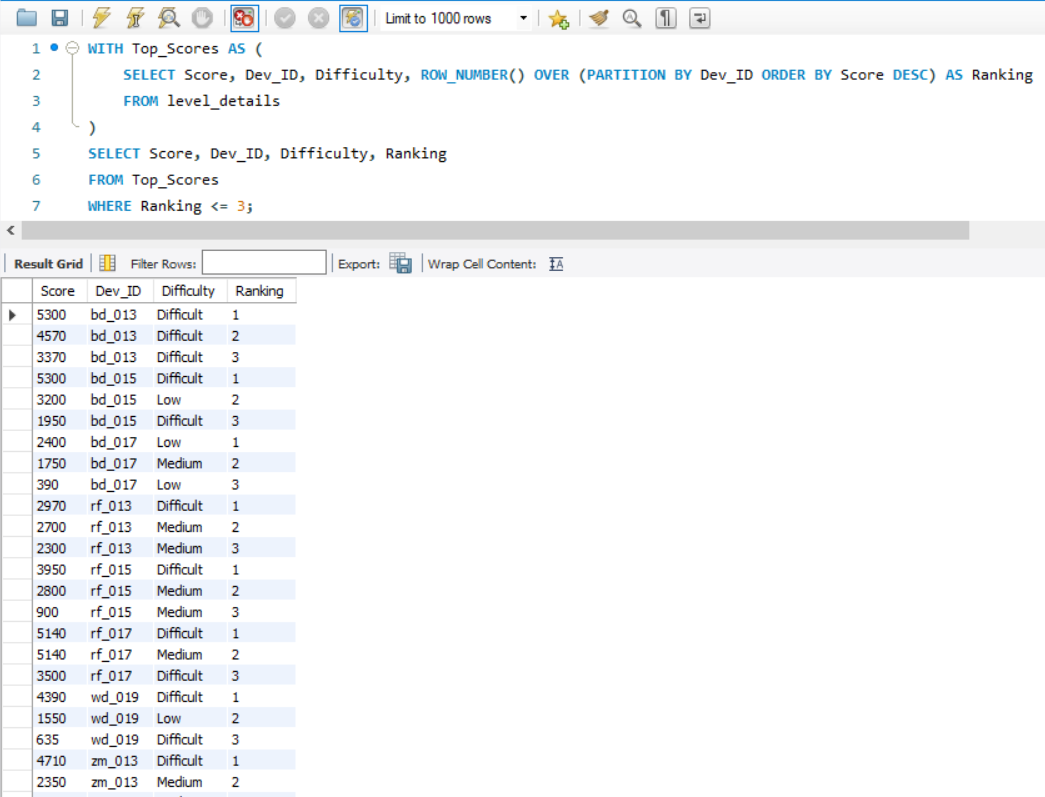 Limit to 1000 rows
1 WITH Top_Scores AS (
2 SELECT Score, Dev_ID, Difficulty, ROW_NUMBER() OVER (PARTITION BY Dev_ID ORDER BY Score DESC) AS Ranking
3 FROM level_details
4 )
5 SELECT Score, Dev_ID, Difficulty, Ranking
6 FROM Top_Scores
7 WHERE Ranking <= 3;
Result Grid Filter Rows: Export: Wrap Cell Content: IA
Score Dev_ID Difficulty Ranking
5300 bd_013 Difficult 1
4570 bd_013 Difficult 2
3370 bd_013 Difficult 3
5300 bd_015 Difficult 1
3200 bd_015 Low 2
1950 bd_015 Difficult 3
2400 bd_017 Low 1
1750 bd_017 Medium 2
390 bd_017 Low 3
2970 rf_013 Difficult 1
2700 rf_013 Medium 2
2300 rf_013 Medium 3
3950 rf_015 Difficult 1
2800 rf_015 Medium 2
900 rf_015 Medium 3
5140 rf_017 Difficult 1
5140 rf_017 Medium 2
3500 rf_017 Difficult 3
4390 wd_019 Difficult 1
1550 wd_019 Low 2
635 wd_019 Difficult 3
4710 zm_013 Difficult 1
2350 zm_013 Medium 2